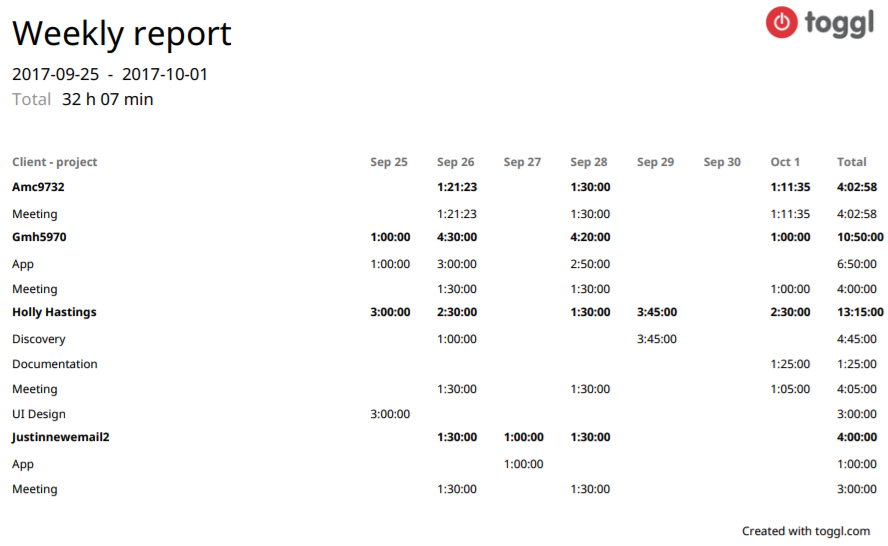 Weekly report
toggl
2017-09-25 - 2017-10-01
Total 32 h 07 min
Client - project Sep 25 Sep 26 Sep 27 Sep 28 Sep 29 Sep 30 Oct 1 Total
Amc9732 1:21:23 1:30:00 1:11:35 4:02:58
Meeting 1:21:23 1:30:00 1:11:35 4:02:58
Gmh5970 1:00:00 4:30:00 4:20:00 1:00:00 10:50:00
App 1:00:00 3:00:00 2:50:00 6:50:00
Meeting 1:30:00 1:30:00 1:00:00 4:00:00
Holly Hastings 3:00:00 2:30:00 1:30:00 3:45:00 2:30:00 13:15:00
Discovery 1:00:00 3:45:00 4:45:00
Documentation 1:25:00 1:25:00
Meeting 1:30:00 1:30:00 1:05:00 4:05:00
UI Design 3:00:00 3:00:00
Justinnewemail2 1:30:00 1:00:00 1:30:00 4:00:00
App 1:00:00 1:00:00
Meeting 1:30:00 1:30:00 3:00:00
Created with toggl.com